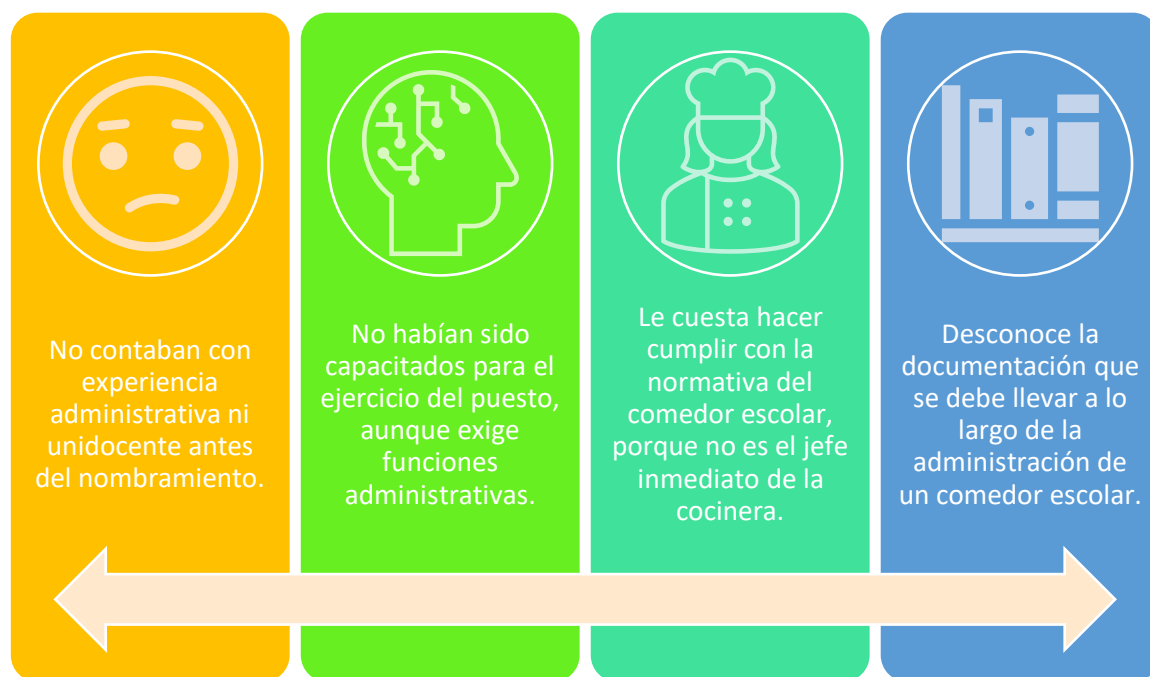 No contaban con
experiencia
administrativa ni
unidocente antes
del nombramiento.
No habían sido
capacitados para el
ejercicio del puesto,
aunque exige
funciones
administrativas.
Le cuesta hacer
cumplir con la
normativa del
comedor escolar,
porque no es el jefe
inmediato de la
cocinera.
Desconoce la
documentación que
se debe llevar a lo
largo de la
administración de
un comedor escolar.